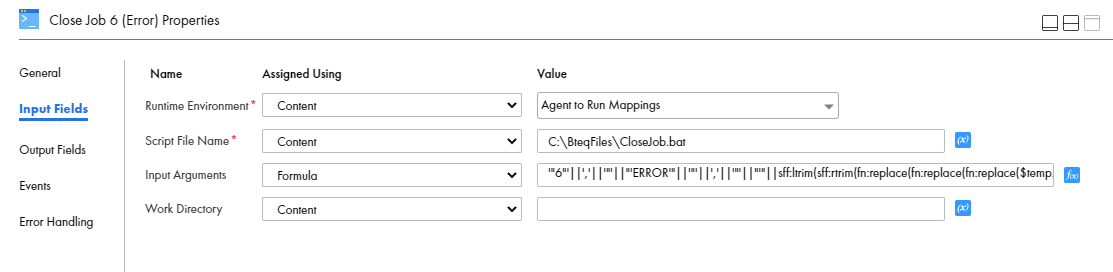 Close Job 6 (Error) Properties
General
Name Assigned Using Value
Runtime Environment* Content Agent to Run Mappings
Input Fields
Script File Name* Content C:\BteqFiles\CloseJob.bat (x)
Output Fields
Input Arguments Formula '"6"'||','||'"'||'"ERROR"'||'"'||','||'"'||'"'||sff:ltrim(sff:rtrim(fn:replace(fn:replace(fn:replace($temp. f(x)
Events
Work Directory Content (x)
Error Handling